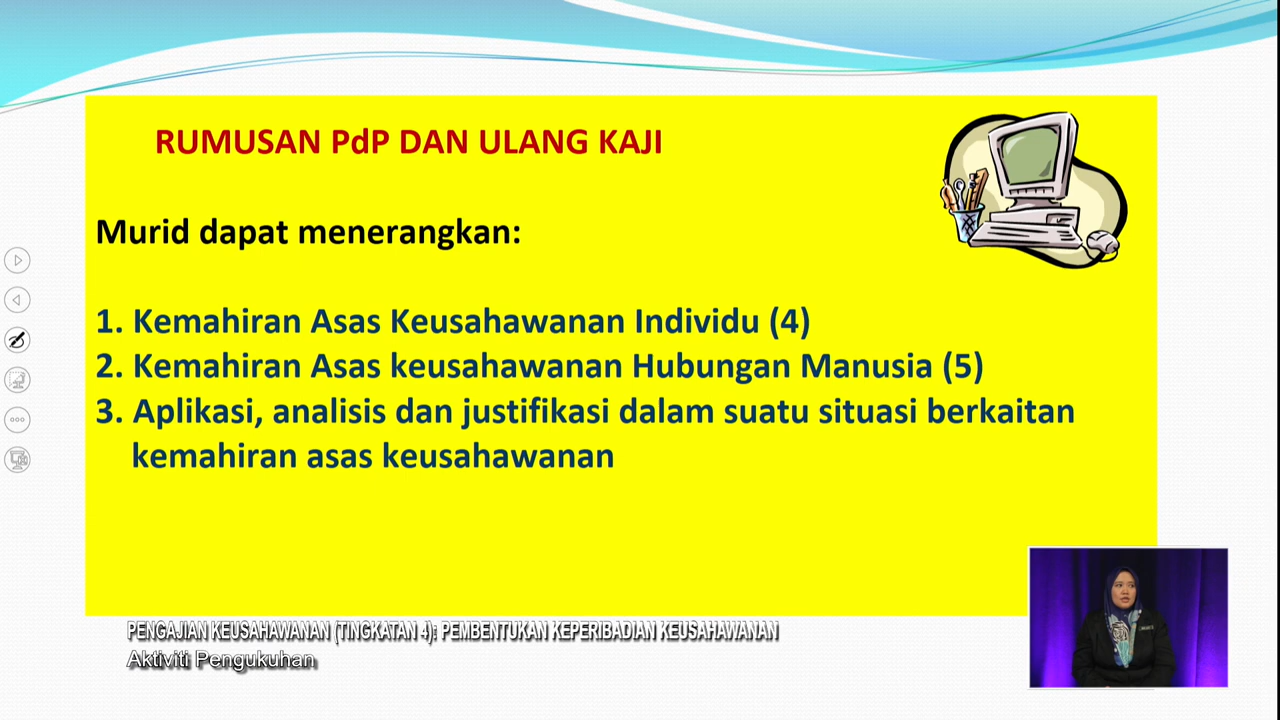 RUMUSAN PdP DAN ULANG KAJI
Murid dapat menerangkan:
1. Kemahiran Asas Keusahawanan Individu (4)
2. Kemahiran Asas keusahawanan Hubungan Manusia (5)
3. Aplikasi, analisis dan justifikasi dalam suatu situasi berkaitan
kemahiran asas keusahawanan
PENGAJIAN KEUSAHAWANAN (TINGKATAN 4): PEMBENTUKAN KEPERIBADIAN KEUSAHAWANAN
Aktiviti Pengukuhan